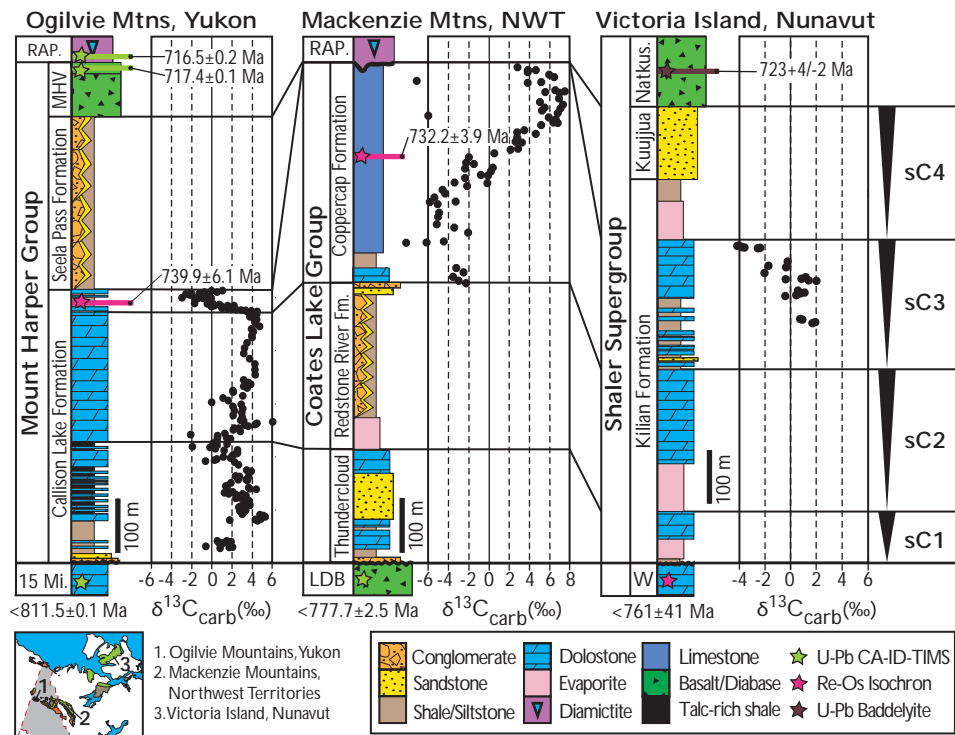 Ogilvie Mtns, Yukon
Mackenzie Mtns, NWT
Victoria Island, Nunavut
RAP.
716.5±0.2 Ma
717.4±0.1 Ma
MHV
Seela Pass Formation
Mount Harper Group
739.9±6.1 Ma
Callison Lake Formation
100 m
15 Mi.
<811.5±0.1 Ma
-6 -4 -2 0 2 4 6
δ13Ccarb(‰)
RAP.
Coppercap Formation
732.2±3.9 Ma
Coates Lake Group
Redstone River Fm.
Thundercloud
100 m
LDB
<777.7±2.5 Ma
-6 -4 -2 0 2 4 6 8
δ13Ccarb(‰)
Natkus.
723+4/-2 Ma
Kuujjua
Shaler Supergroup
Kilian Formation
100 m
W
<761±41 Ma
-4 -2 0 2 4 6
δ13Ccarb(‰)
sC4
sC3
sC2
sC1
1
2
3
1. Ogilvie Mountains, Yukon
2. Mackenzie Mountains,
Northwest Territories
3. Victoria Island, Nunavut
Conglomerate
Sandstone
Shale/Siltstone
Dolostone
Evaporite
Diamictite
Limestone
Basalt/Diabase
Talc-rich shale
U-Pb CA-ID-TIMS
Re-Os Isochron
U-Pb Baddelyite